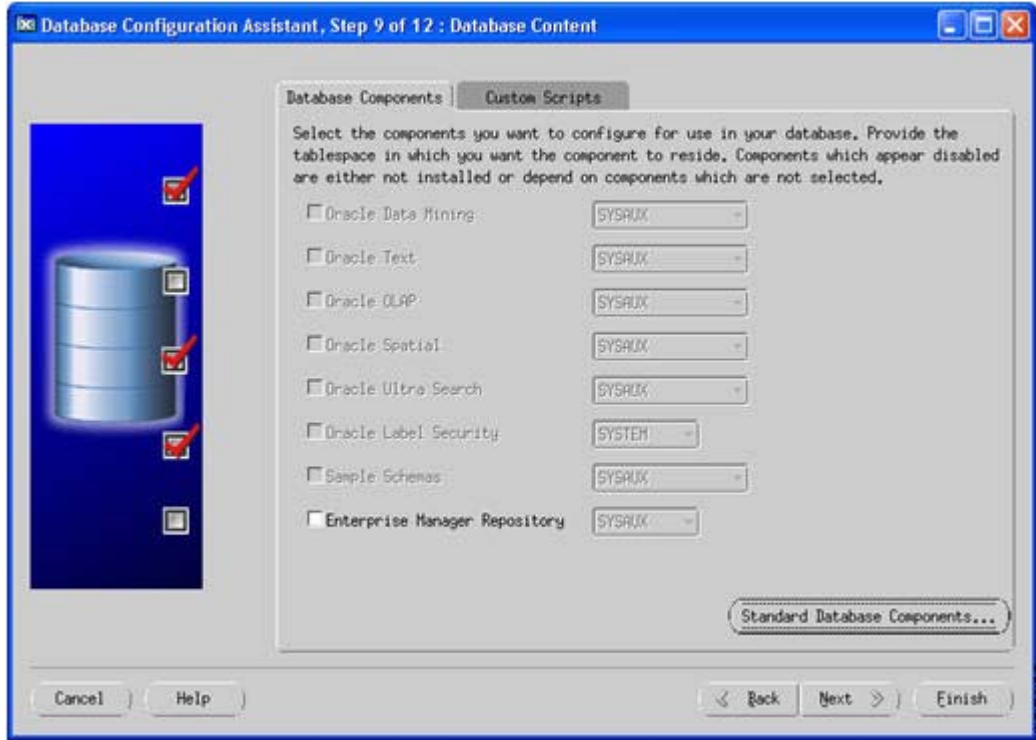 Database Configuration Assistant, Step 9 of 12 : Database Content
Database Components
Custom Scripts
Select the components you want to configure for use in your database. Provide the
tablespace in which you want the component to reside. Components which appear disabled
are either not installed or depend on components which are not selected.
Oracle Data Mining SYSAUX
Oracle Text SYSAUX
Oracle OLAP SYSAUX
Oracle Spatial SYSAUX
Oracle Ultra Search SYSAUX
Oracle Label Security SYSTEM
Sample Schemas SYSAUX
Enterprise Manager Repository SYSAUX
Standard Database Components...
Cancel Help Back Next Finish